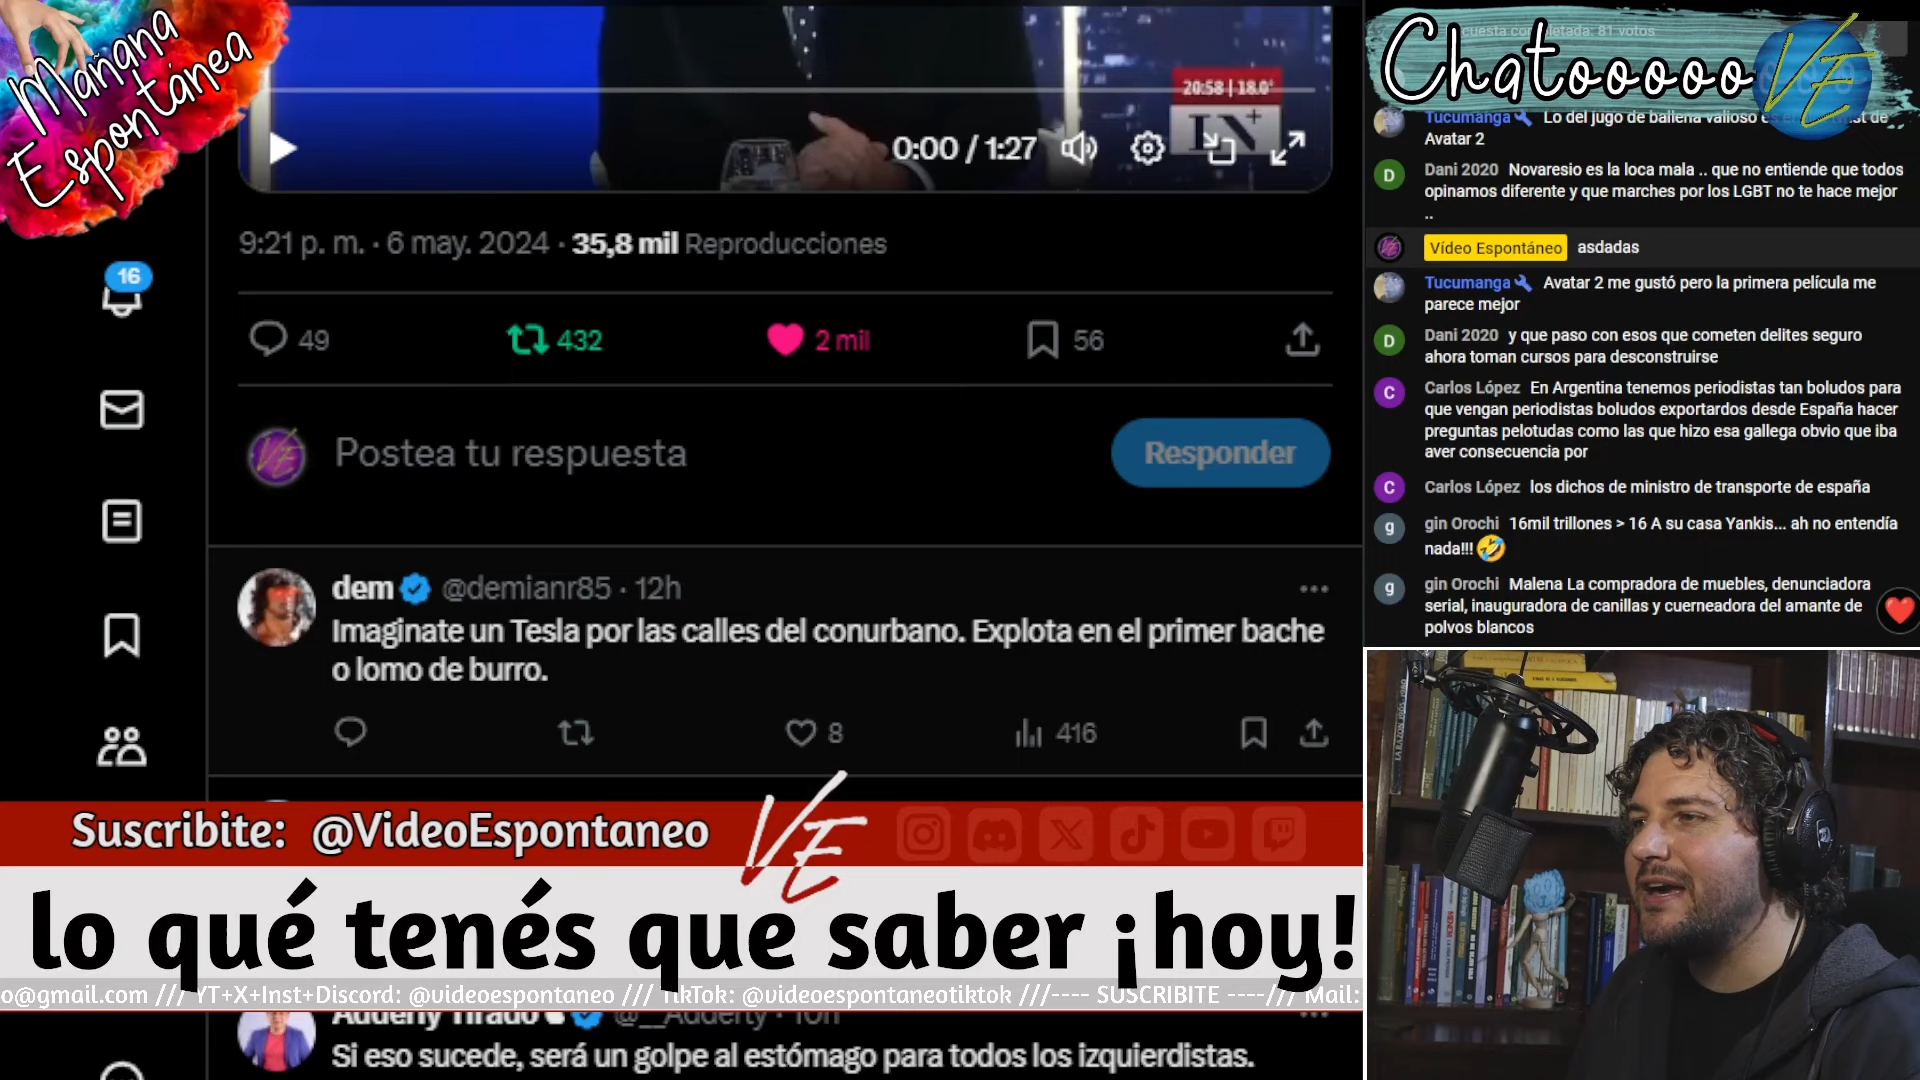 Mañana
Espontánea
20:58 | 18.0°
LN+
0:00 / 1:27
9:21 p. m. · 6 may. 2024 · 35,8 mil Reproducciones
16
49
432
2 mil
56
Postea tu respuesta
Responder
dem @demianr85 · 12h
Imaginate un Tesla por las calles del conurbano. Explota en el primer bache
o lomo de burro.
8
416
Suscribite: @VideoEspontaneo
VE
lo qué tenés que saber ¡hoy!
o@gmail.com /// YT+X+Inst+Discord: @videoespontaneo /// TikTok: @videoespontaneotiktok ///---- SUSCRIBITE ----/// Mail:
Adderly Tirado @__Adderly · 10h
Si eso sucede, será un golpe al estómago para todos los izquierdistas.
Chatooooo VE
81 votos
Tucumanga Lo del jugo de ballena valioso
Avatar 2
Dani 2020 Novaresio es la loca mala .. que no entiende que todos
opinamos diferente y que marches por los LGBT no te hace mejor
..
Vídeo Espontáneo asdadas
Tucumanga Avatar 2 me gustó pero la primera película me
parece mejor
Dani 2020 y que paso con esos que cometen delites seguro
ahora toman cursos para desconstruirse
Carlos López En Argentina tenemos periodistas tan boludos para
que vengan periodistas boludos exportardos desde España hacer
preguntas pelotudas como las que hizo esa gallega obvio que iba
aver consecuencia por
Carlos López los dichos de ministro de transporte de españa
gin Orochi 16mil trillones > 16 A su casa Yankis... ah no entendía
nada!!! 🤣
gin Orochi Malena La compradora de muebles, denunciadora
serial, inauguradora de canillas y cuerneadora del amante de
polvos blancos